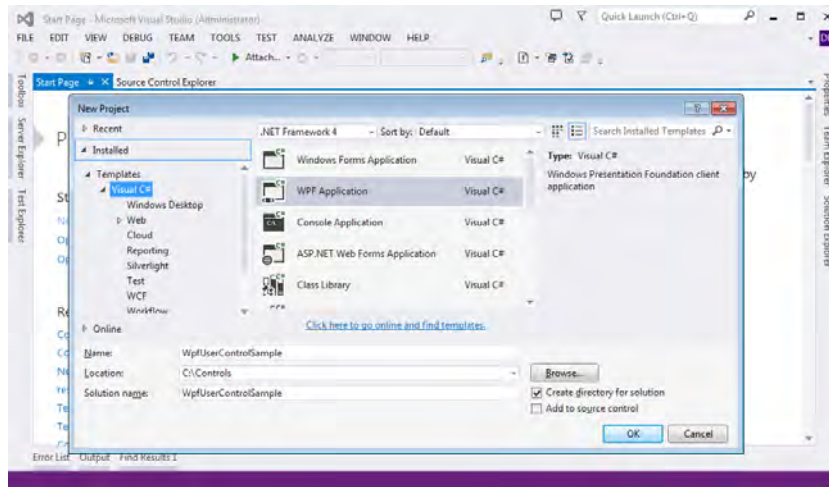 Start Page - Microsoft Visual Studio (Administrator)
Quick Launch (Ctrl+Q)
FILE EDIT VIEW DEBUG TEAM TOOLS TEST ANALYZE WINDOW HELP
Attach...
Start Page Source Control Explorer
Toolbox
Server Explorer
Test Explorer
Properties
Team Explorer
Solution Explorer
New Project
Recent
.NET Framework 4 Sort by: Default
Search Installed Templates
Installed
Templates
Visual C#
Windows Desktop
Web
Cloud
Reporting
Silverlight
Test
WCF
Workflow
Online
Windows Forms Application Visual C#
WPF Application Visual C#
Console Application Visual C#
ASP.NET Web Forms Application Visual C#
Class Library Visual C#
Click here to go online and find templates.
Type: Visual C#
Windows Presentation Foundation client
application
by
Name: WpfUserControlSample
Location: C:\Controls
Browse...
Solution name: WpfUserControlSample
Create directory for solution
Add to source control
OK Cancel
Error List Output Find Results 1